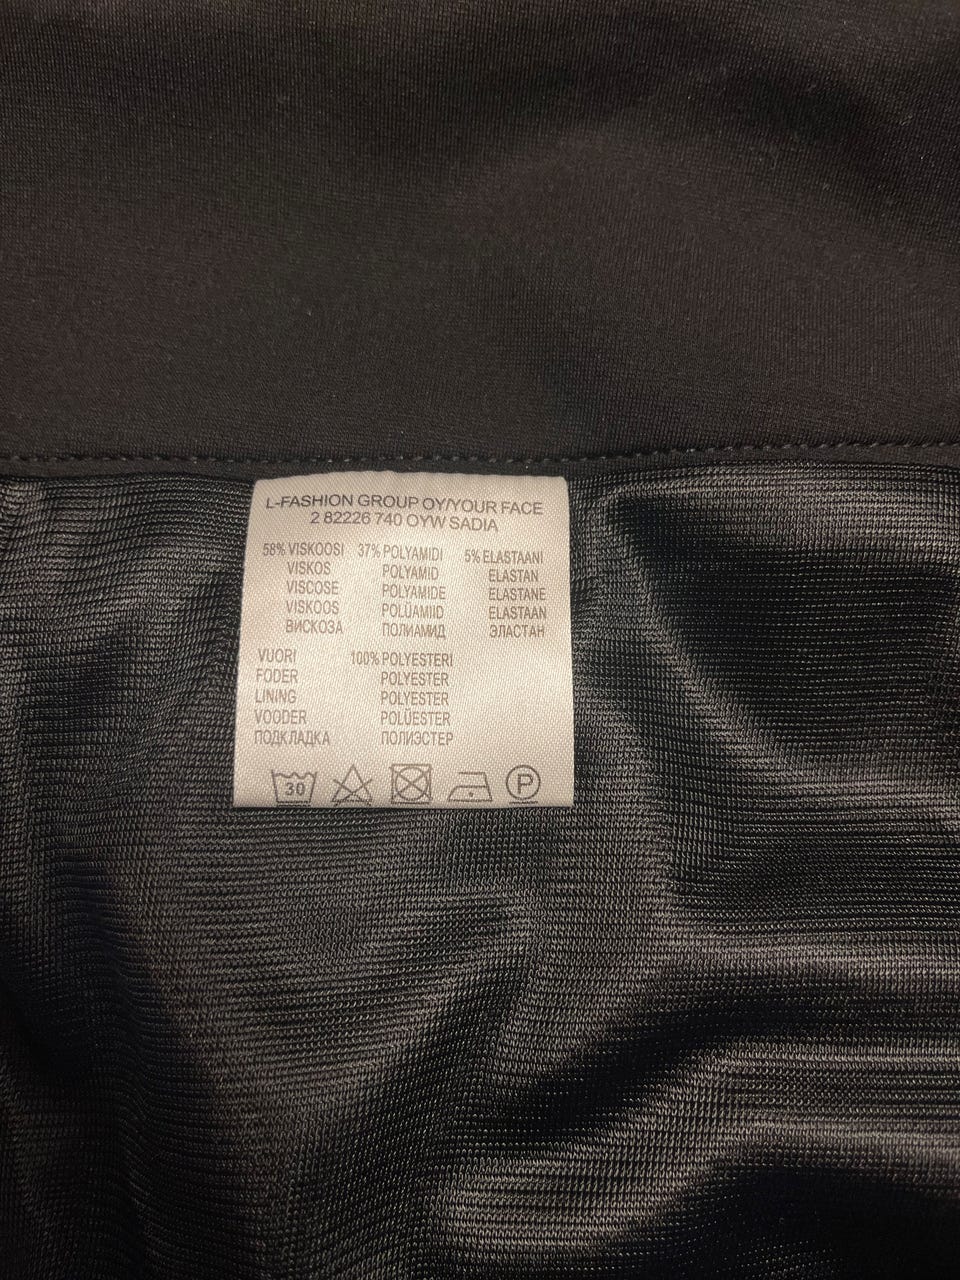 L-FASHION GROUP OY/YOUR FACE
2 82226 740 OYW SADIA
58% VISKOOSI 37% POLYAMIDI 5% ELASTAANI
VISKOS POLYAMID ELASTAN
VISCOSE POLYAMIDE ELASTANE
VISKOOS POLÜAMIID ELASTAAN
ВИСКОЗА ПОЛИАМИД ЭЛАСТАН
VUORI 100% POLYESTERI
FODER POLYESTER
LINING POLYESTER
VOODER POLÜESTER
ПОДКЛАДКА ПОЛИЭСТЕР
30 P